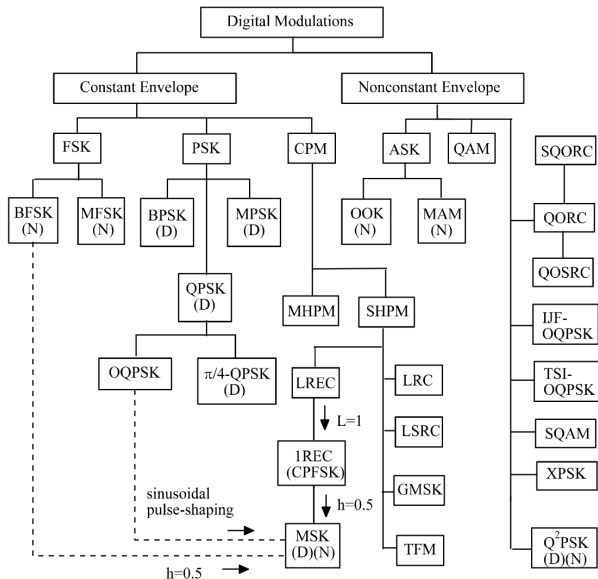 Digital Modulations
Constant Envelope
Nonconstant Envelope
FSK
PSK
CPM
ASK
QAM
SQORC
BFSK
(N)
MFSK
(N)
BPSK
(D)
MPSK
(D)
OOK
(N)
MAM
(N)
QORC
QOSRC
QPSK
(D)
MHPM
SHPM
IJF-
OQPSK
OQPSK
π/4-QPSK
(D)
LREC
LRC
TSI-
OQPSK
L=1
LSRC
SQAM
1REC
(CPFSK)
XPSK
GMSK
h=0.5
sinusoidal
pulse-shaping
MSK
(D)(N)
TFM
Q²PSK
(D)(N)
h=0.5